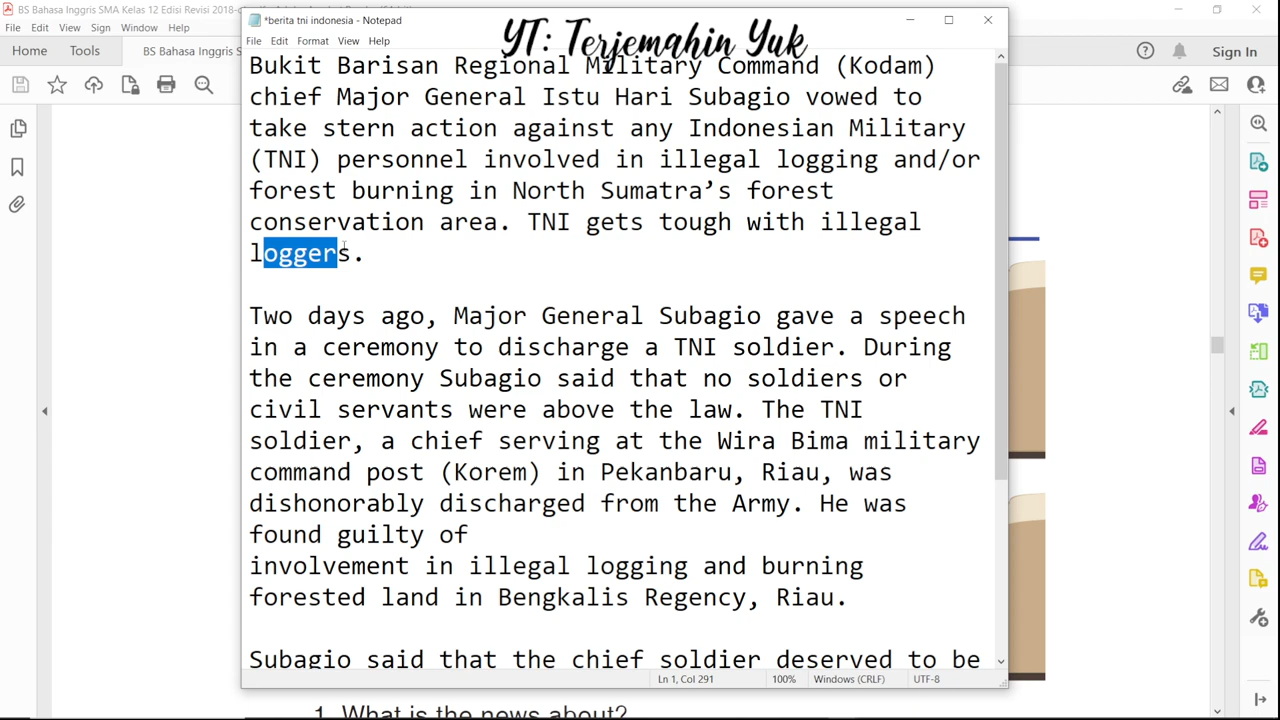 BS Bahasa Inggris SMA Kelas 12 Edisi Revisi 2018-
*berita tni indonesia - Notepad
YT: Terjemahin Yuk
File Edit View Sign Window Help
File Edit Format View Help
Home Tools BS Bahasa Inggris S
Sign In
Bukit Barisan Regional Military Command (Kodam)
chief Major General Istu Hari Subagio vowed to
take stern action against any Indonesian Military
(TNI) personnel involved in illegal logging and/or
forest burning in North Sumatra’s forest
conservation area. TNI gets tough with illegal
loggers.
Two days ago, Major General Subagio gave a speech
in a ceremony to discharge a TNI soldier. During
the ceremony Subagio said that no soldiers or
civil servants were above the law. The TNI
soldier, a chief serving at the Wira Bima military
command post (Korem) in Pekanbaru, Riau, was
dishonorably discharged from the Army. He was
found guilty of
involvement in illegal logging and burning
forested land in Bengkalis Regency, Riau.
Subagio said that the chief soldier deserved to be
Ln 1, Col 291 100% Windows (CRLF) UTF-8
1. What is the news about?